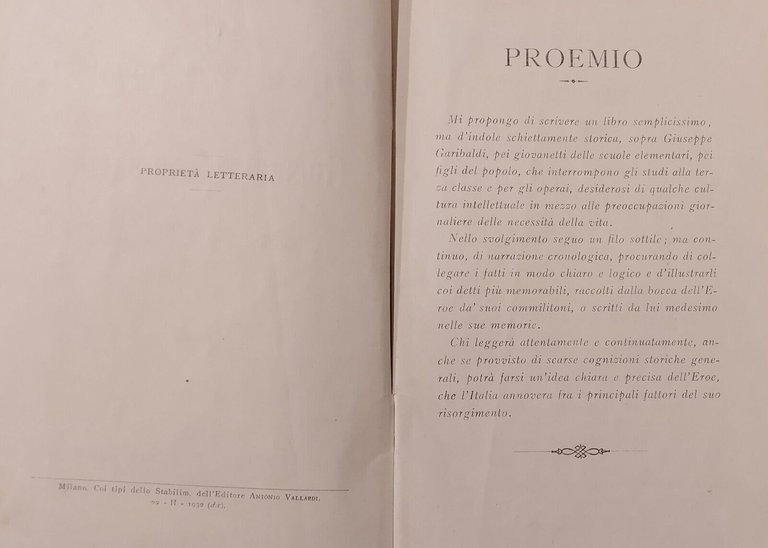 PROPRIETÀ LETTERARIA
Milano. Coi tipi dello Stabilim. dell'Editore ANTONIO VALLARDI.
PROEMIO
Mi propongo di scrivere un libro semplicissimo,
ma d'indole schiettamente storica, sopra Giuseppe
Garibaldi, pei giovanetti delle scuole elementari, pei
figli del popolo, che interrompono gli studi alla ter-
za classe e per gli operai, desiderosi di qualche cul-
tura intellettuale in mezzo alle preoccupazioni gior-
naliere delle necessità della vita.
Nello svolgimento seguo un filo sottile; ma con-
tinuo, di narrazione cronologica, procurando di col-
legare i fatti in modo chiaro e logico e d'illustrarli
coi detti più memorabili, raccolti dalla bocca dell'E-
roe da' suoi commilitoni, o scritti da lui medesimo
nelle sue memorie.
Chi leggerà attentamente e continuatamente, an-
che se provvisto di scarse cognizioni storiche gene-
rali, potrà farsi un'idea chiara e precisa dell'Eroe,
che l'Italia annovera fra i principali fattori del suo
risorgimento.